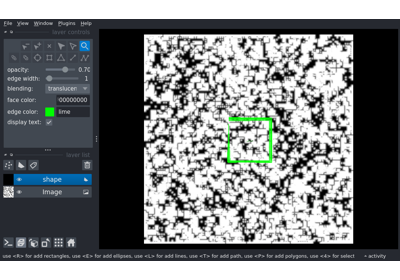 File View Window Plugins Help
layer controls
opacity: 0.70
edge width: 1
blending: translucen
face color: 00000000
edge color: lime
display text:
layer list
shape
Image
use <R> for add rectangles, use <E> for add ellipses, use <L> for add lines, use <T> for add path, use <P> for add polygons, use <4> for select activity